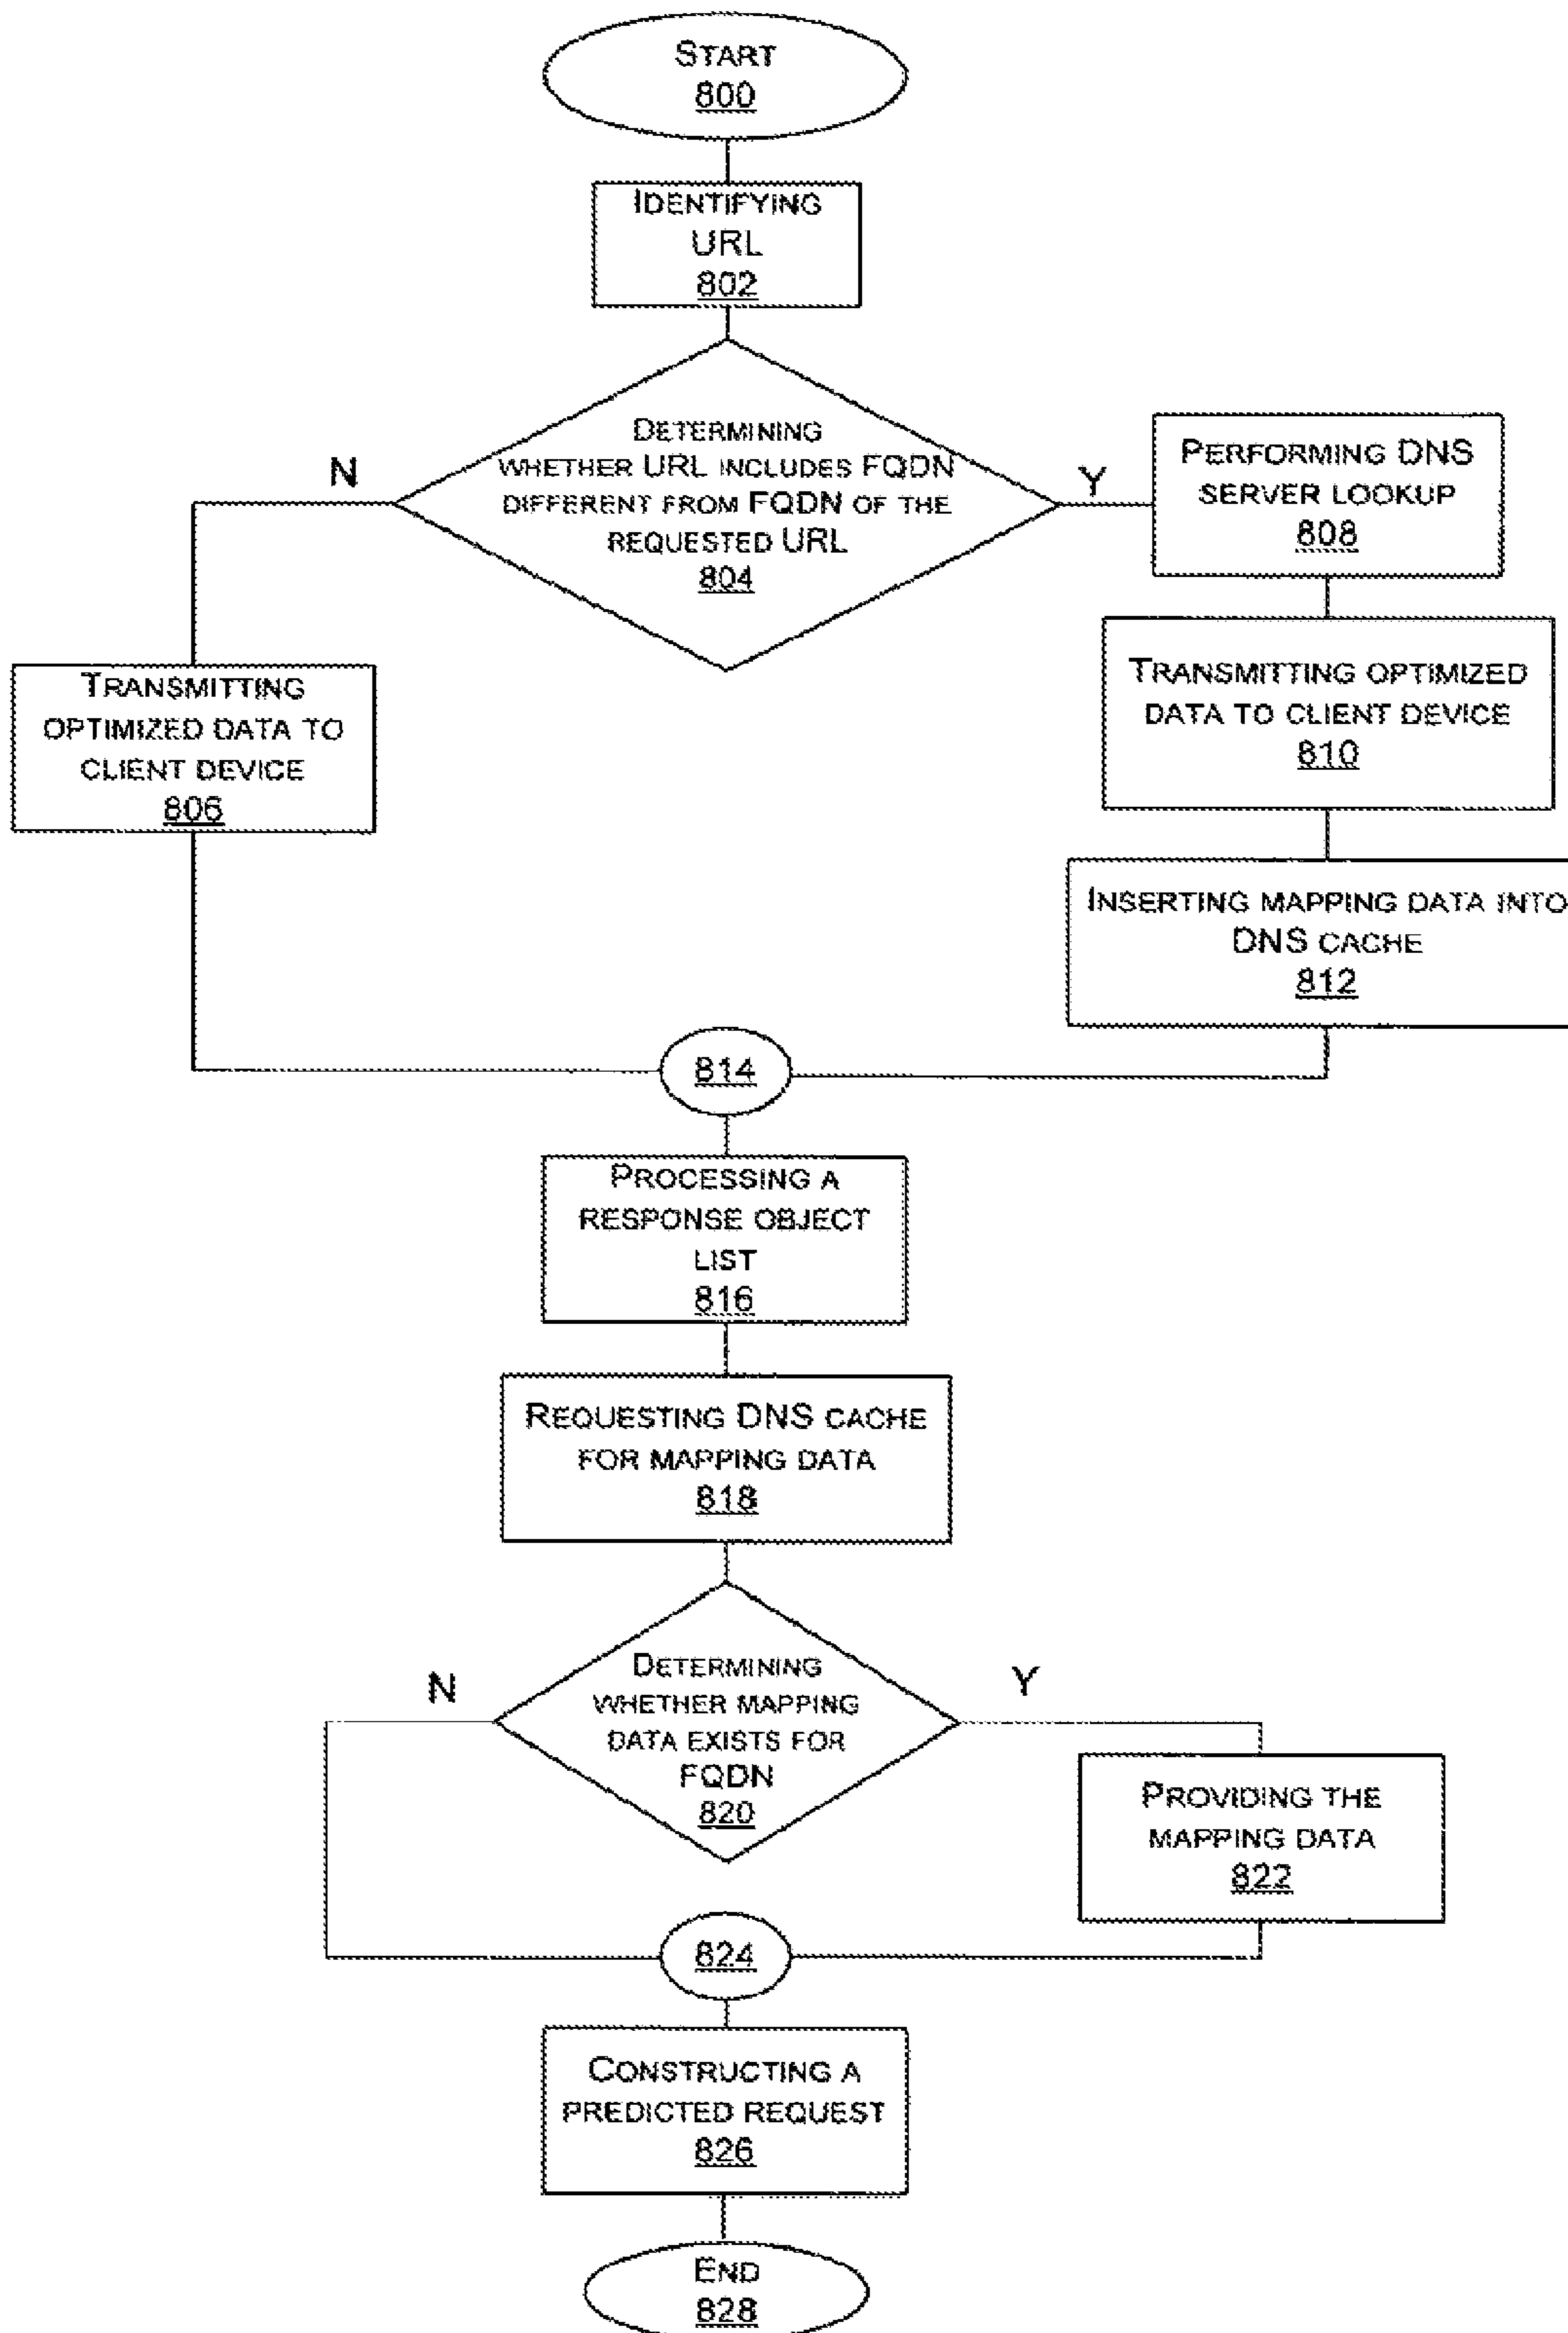 START
800
IDENTIFYING
URL
802
DETERMINING
WHETHER URL INCLUDES FQDN
DIFFERENT FROM FQDN OF THE
REQUESTED URL
804
N
Y
PERFORMING DNS
SERVER LOOKUP
808
TRANSMITTING
OPTIMIZED DATA TO
CLIENT DEVICE
806
TRANSMITTING OPTIMIZED
DATA TO CLIENT DEVICE
810
INSERTING MAPPING DATA INTO
DNS CACHE
812
814
PROCESSING A
RESPONSE OBJECT
LIST
816
REQUESTING DNS CACHE
FOR MAPPING DATA
818
DETERMINING
WHETHER MAPPING
DATA EXISTS FOR
FQDN
820
N
Y
PROVIDING THE
MAPPING DATA
822
824
CONSTRUCTING A
PREDICTED REQUEST
826
END
828